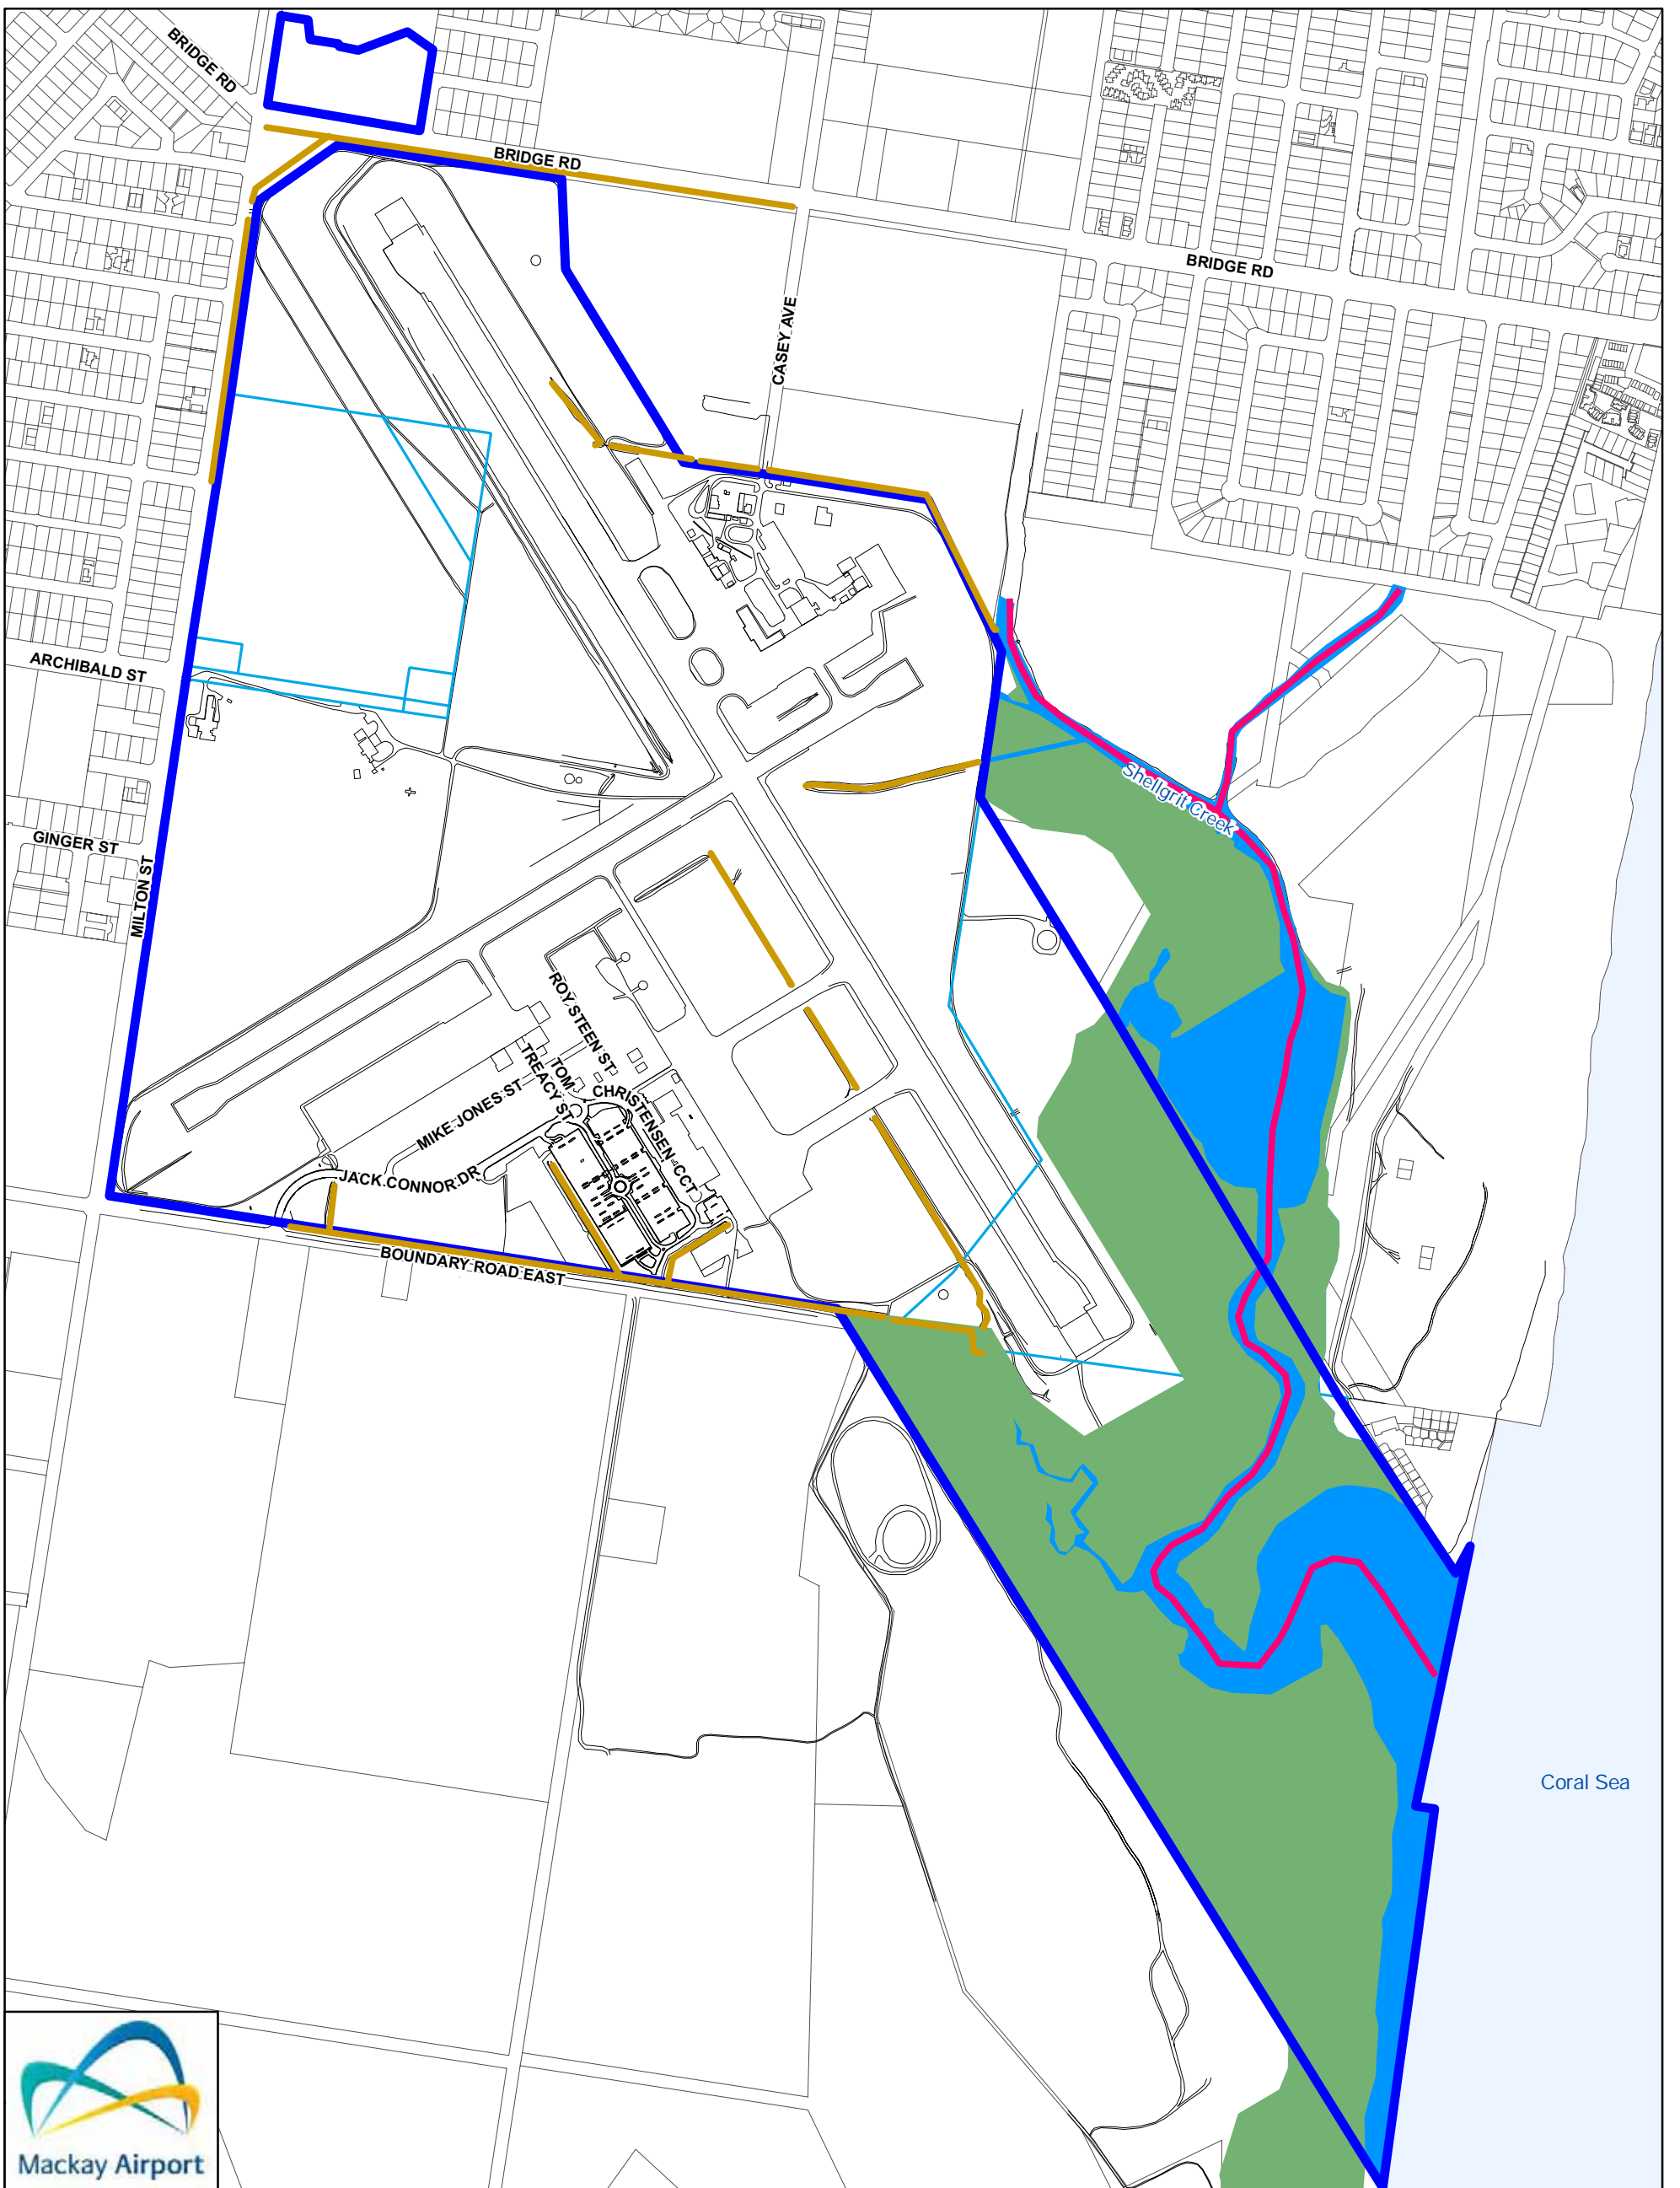 BRIDGE RD
BRIDGE RD
BRIDGE RD
CASEY AVE
ARCHIBALD ST
Shellgrit Creek
GINGER ST
MILTON ST
ROY STEEN ST
TOM
TREACY ST
CHRISTENSEN CCT
MIKE JONES ST
JACK CONNOR DR
BOUNDARY ROAD EAST
Coral Sea
Mackay Airport